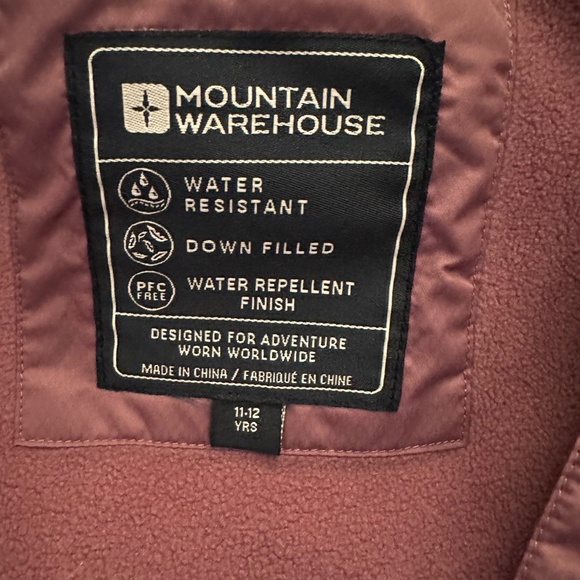 MOUNTAIN
WAREHOUSE
WATER
RESISTANT
DOWN FILLED
PFC
FREE
WATER REPELLENT
FINISH
DESIGNED FOR ADVENTURE
WORN WORLDWIDE
MADE IN CHINA / FABRIQUÉ EN CHINE
11-12
YRS